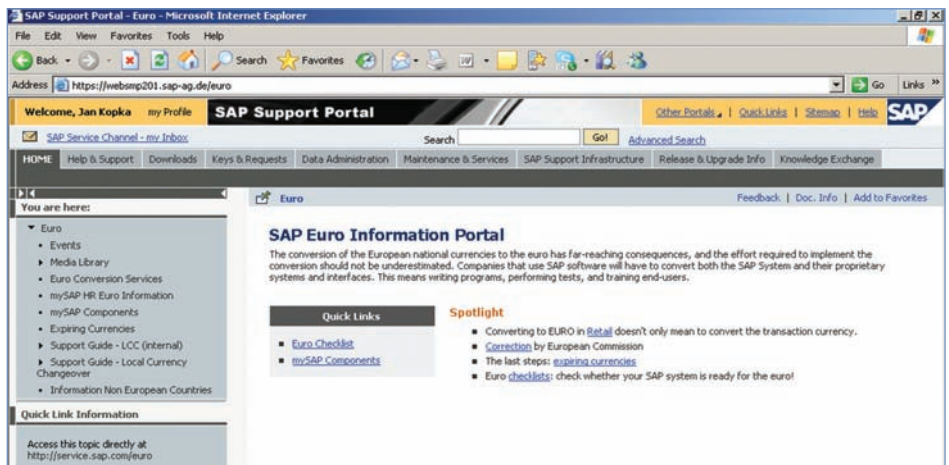 SAP Support Portal - Euro - Microsoft Internet Explorer
File Edit View Favorites Tools Help
Back Search Favorites
Address https://websmp201.sap-ag.de/euro Go Links »
Welcome, Jan Kopka my Profile SAP Support Portal Other Portals | Quick Links | Sitemap | Help SAP
SAP Service Channel - my Inbox Search Go! Advanced Search
HOME Help & Support Downloads Keys & Requests Data Administration Maintenance & Services SAP Support Infrastructure Release & Upgrade Info Knowledge Exchange
You are here:
Euro
Events
Media Library
Euro Conversion Services
mySAP HR Euro Information
mySAP Components
Expiring Currencies
Support Guide - LCC (internal)
Support Guide - Local Currency
Changeover
Information Non European Countries
Quick Link Information
Access this topic directly at
http://service.sap.com/euro
Euro Feedback | Doc. Info | Add to Favorites
SAP Euro Information Portal
The conversion of the European national currencies to the euro has far-reaching consequences, and the effort required to implement the
conversion should not be underestimated. Companies that use SAP software will have to convert both the SAP System and their proprietary
systems and interfaces. This means writing programs, performing tests, and training end-users.
Quick Links
Euro Checklist
mySAP Components
Spotlight
Converting to EURO in Retail doesn't only mean to convert the transaction currency.
Correction by European Commission
The last steps: expiring currencies
Euro checklists: check whether your SAP system is ready for the euro!